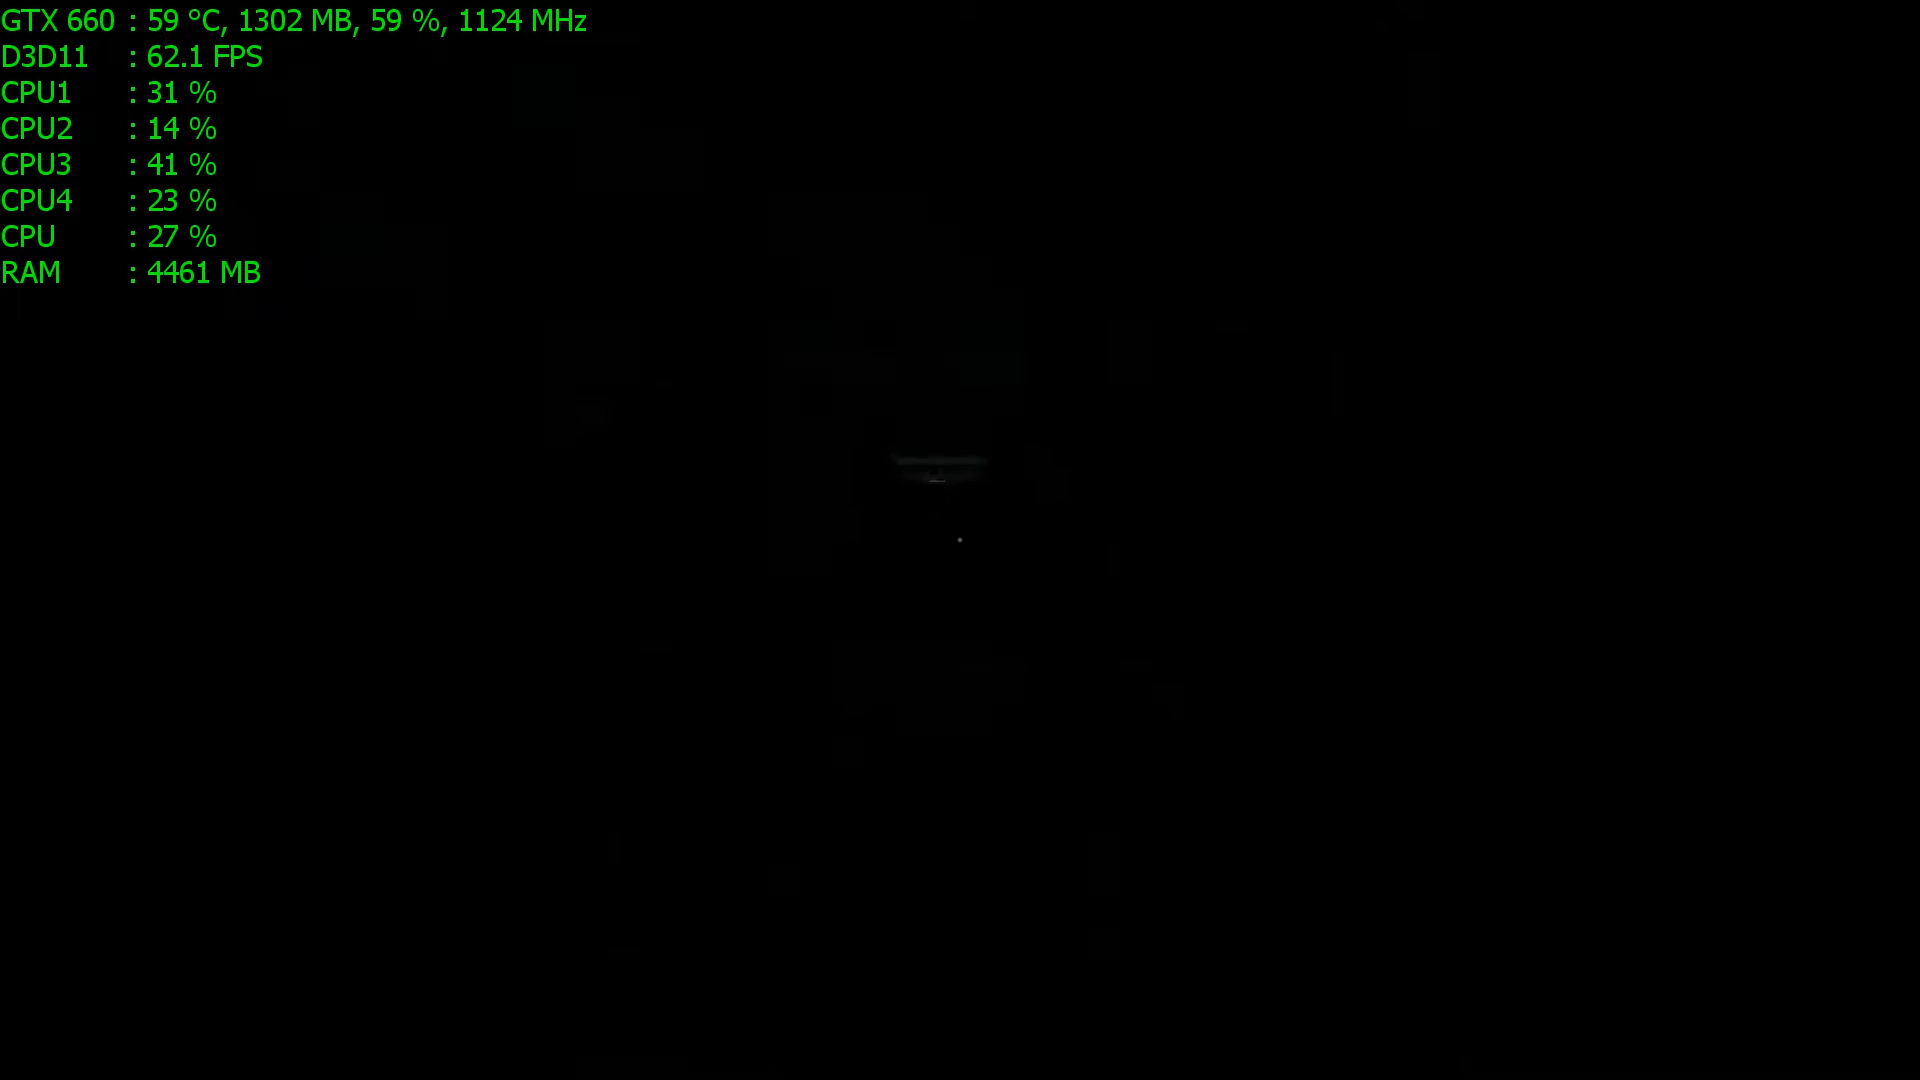 GTX 660 : 59 °C, 1302 MB, 59 %, 1124 MHz
D3D11 : 62.1 FPS
CPU1 : 31 %
CPU2 : 14 %
CPU3 : 41 %
CPU4 : 23 %
CPU : 27 %
RAM : 4461 MB